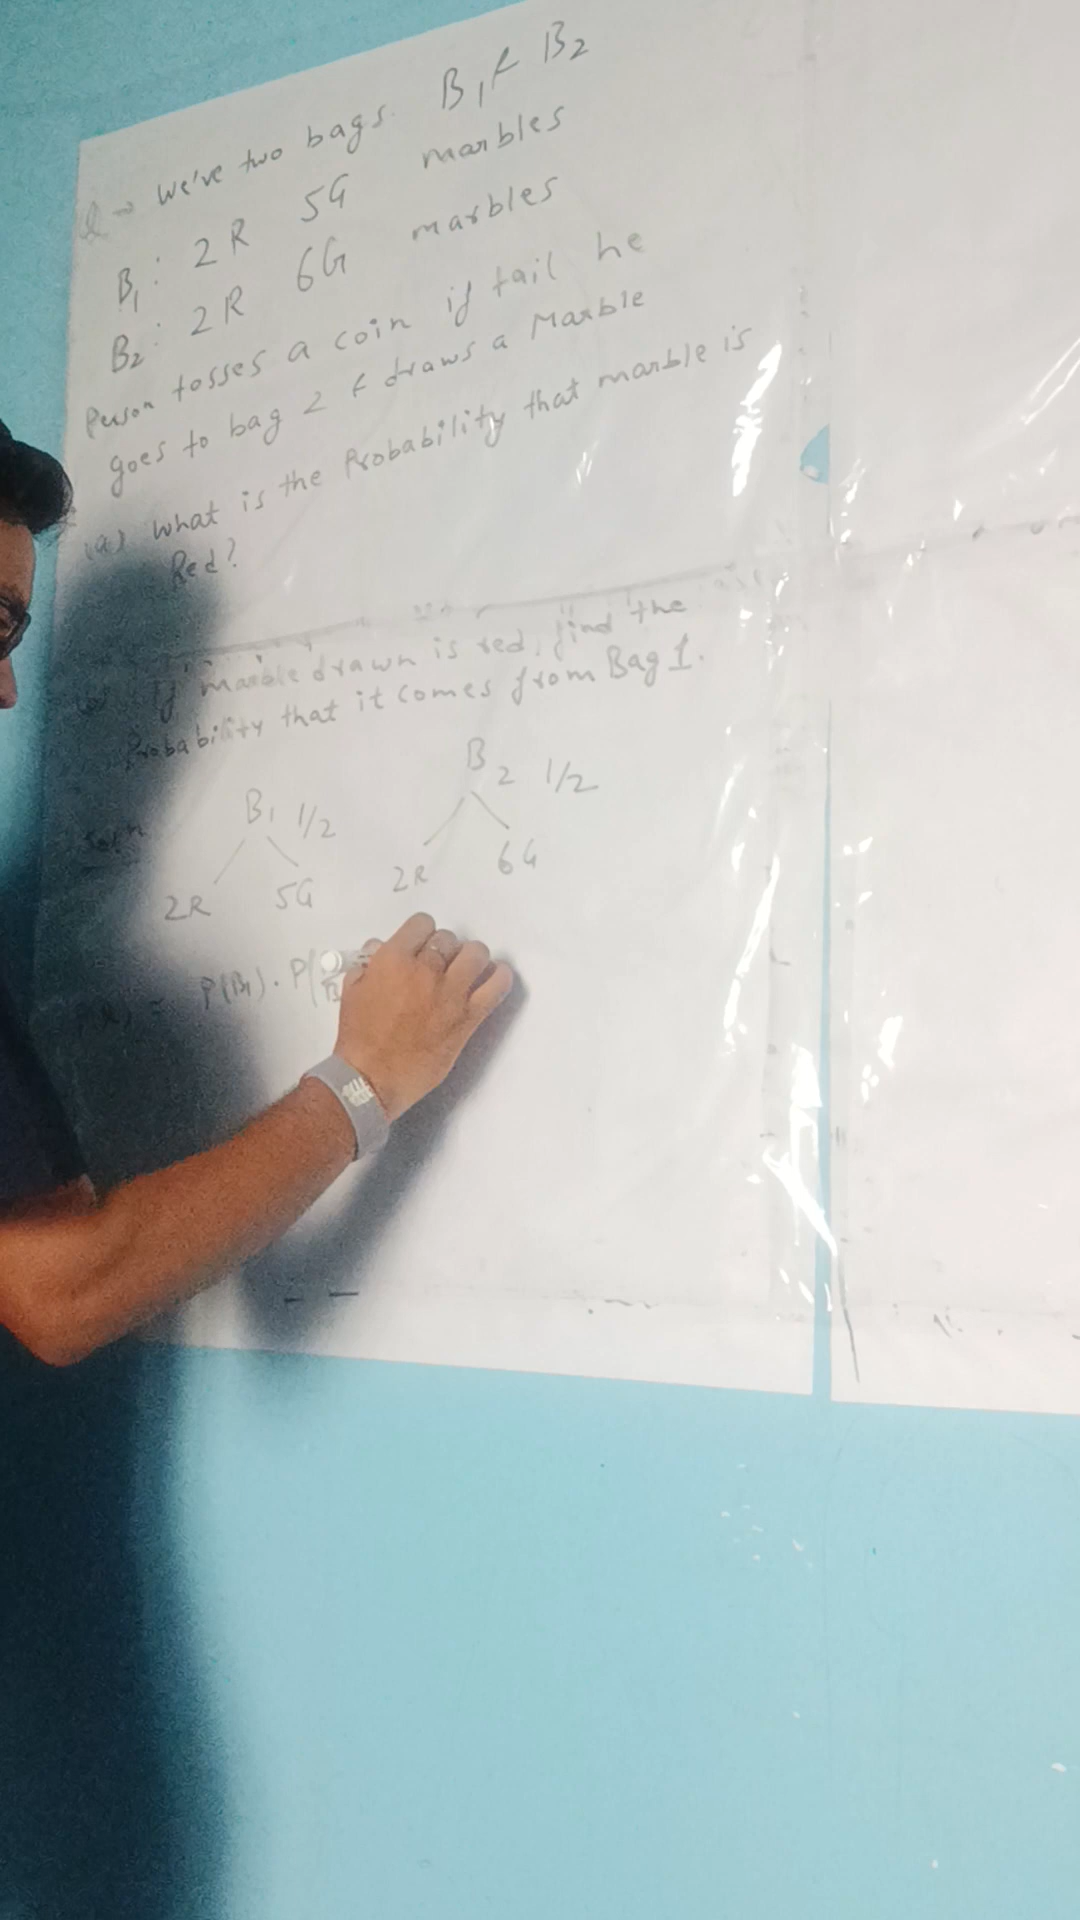 We've two bags. B1 & B2
B1: 2R 5G marbles
B2: 2R 6G marbles
Person tosses a coin if tail he
goes to bag 2 & draws a Marble
(a) What is the Probability that marble is
Red?
(b) If marble drawn is red, find the
Probability that it comes from Bag 1.
Soln B1 1/2 B2 1/2
2R 5G 2R 6G
= P(B1) . P(